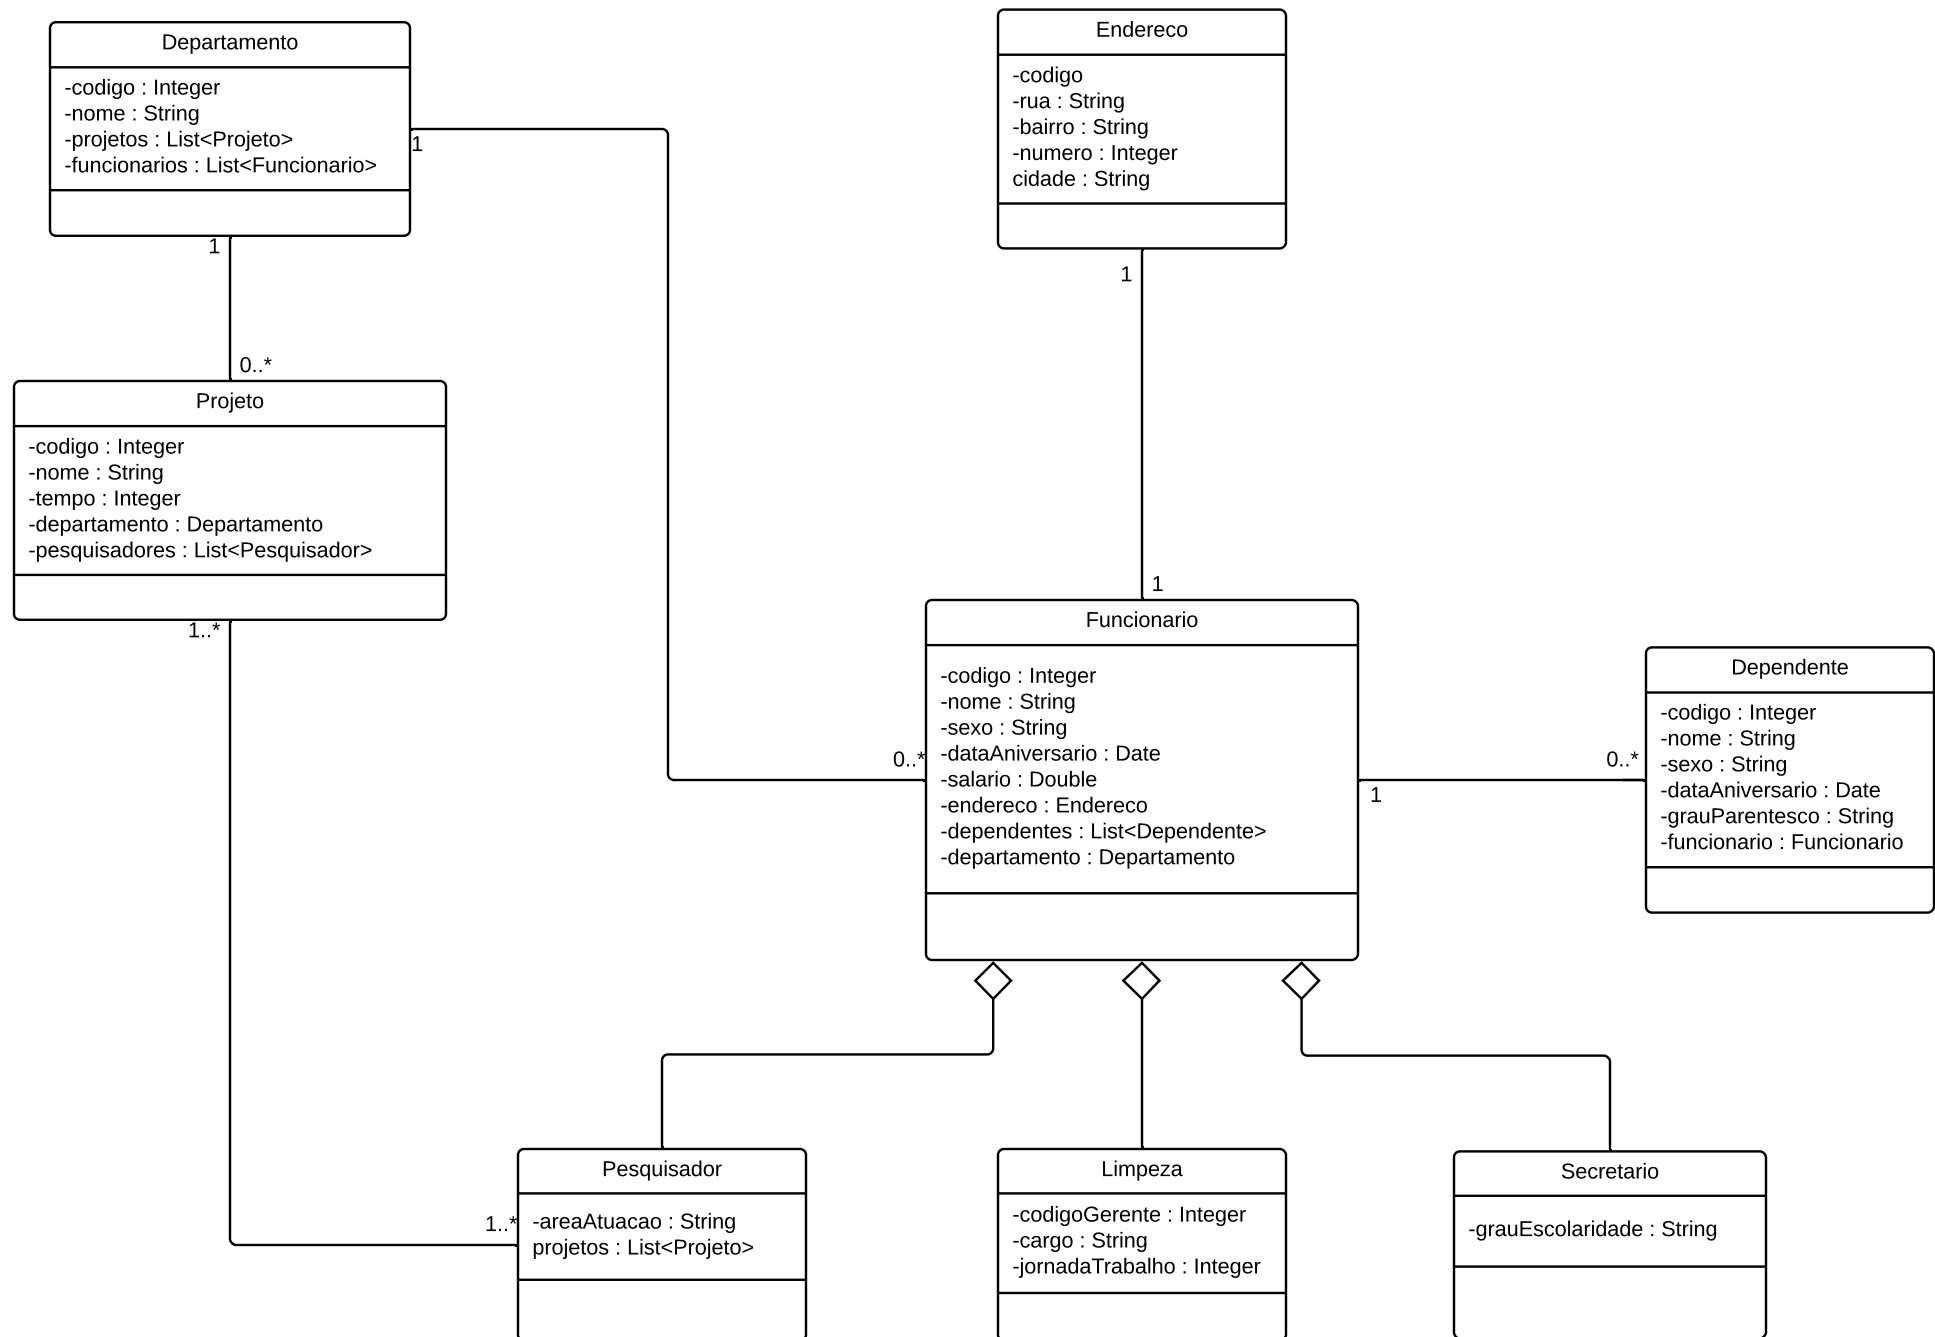 Departamento
-codigo : Integer
-nome : String
-projetos : List<Projeto>
-funcionarios : List<Funcionario>
1
1
0..*
Endereco
-codigo
-rua : String
-bairro : String
-numero : Integer
cidade : String
1
1
Projeto
-codigo : Integer
-nome : String
-tempo : Integer
-departamento : Departamento
-pesquisadores : List<Pesquisador>
1..*
Funcionario
-codigo : Integer
-nome : String
-sexo : String
-dataAniversario : Date
-salario : Double
-endereco : Endereco
-dependentes : List<Dependente>
-departamento : Departamento
0..*
1
0..*
Dependente
-codigo : Integer
-nome : String
-sexo : String
-dataAniversario : Date
-grauParentesco : String
-funcionario : Funcionario
1..*
Pesquisador
-areaAtuacao : String
projetos : List<Projeto>
Limpeza
-codigoGerente : Integer
-cargo : String
-jornadaTrabalho : Integer
Secretario
-grauEscolaridade : String